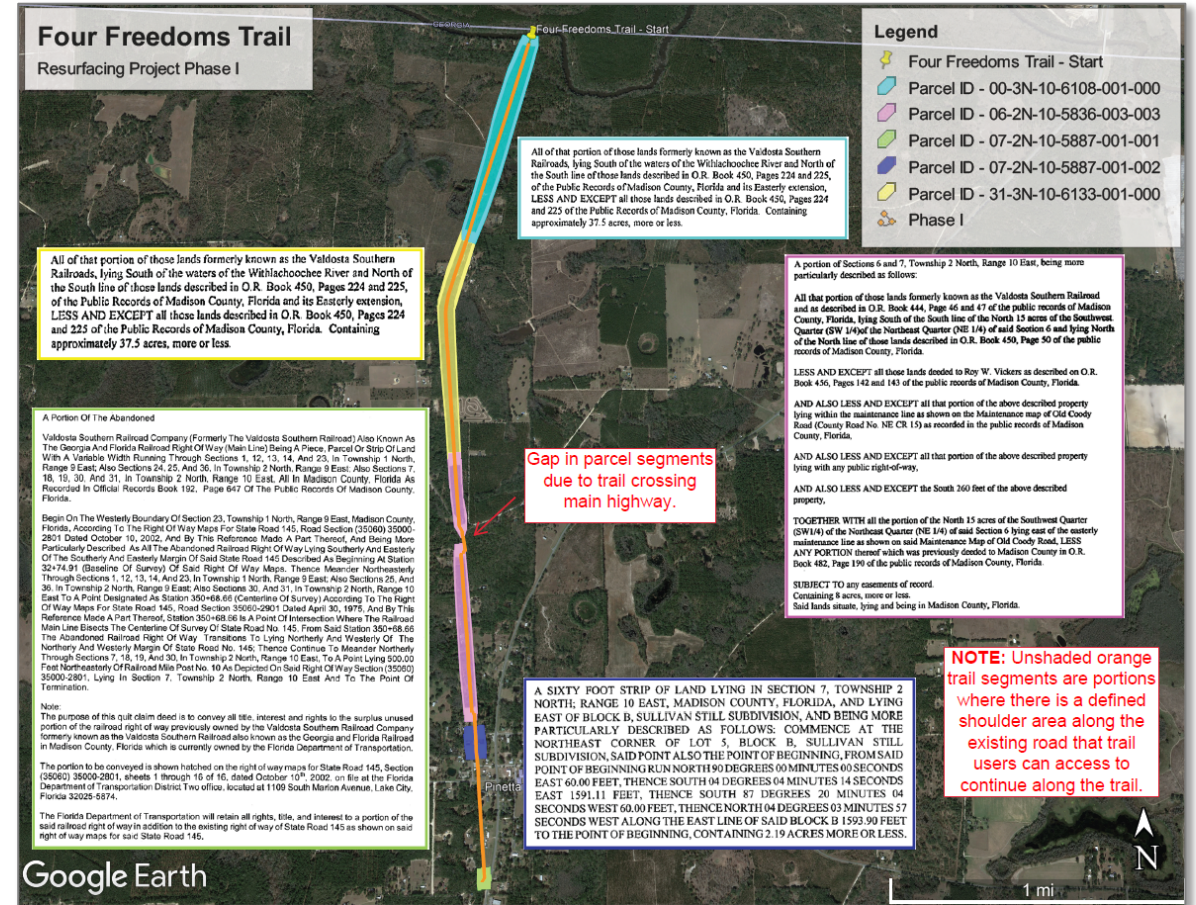 Four Freedoms Trail
Resurfacing Project Phase I
GEORGIA
Four Freedoms Trail - Start
Legend
Four Freedoms Trail - Start
Parcel ID - 00-3N-10-6108-001-000
Parcel ID - 06-2N-10-5836-003-003
Parcel ID - 07-2N-10-5887-001-001
Parcel ID - 07-2N-10-5887-001-002
Parcel ID - 31-3N-10-6133-001-000
Phase I
All of that portion of those lands formerly known as the Valdosta Southern
Railroads, lying South of the waters of the Withlachoochee River and North of
the South line of those lands described in O.R. Book 450, Pages 224 and 225,
of the Public Records of Madison County, Florida and its Easterly extension,
LESS AND EXCEPT all those lands described in O.R. Book 450, Pages 224
and 225 of the Public Records of Madison County, Florida. Containing
approximately 37.5 acres, more or less.
All of that portion of those lands formerly known as the Valdosta Southern
Railroads, lying South of the waters of the Withlachoochee River and North of
the South line of those lands described in O.R. Book 450, Pages 224 and 225,
of the Public Records of Madison County, Florida and its Easterly extension,
LESS AND EXCEPT all those lands described in O.R. Book 450, Pages 224
and 225 of the Public Records of Madison County, Florida. Containing
approximately 37.5 acres, more or less.
A portion of Sections 6 and 7, Township 2 North, Range 10 East, being more
particularly described as follows:
All that portion of those lands formerly known as the Valdosta Southern Railroad
and as described in O.R. Book 444, Page 46 and 47 of the public records of Madison
County, Florida, lying South of the South line of the North 15 acres of the Southwest
Quarter (SW 1/4)of the Northeast Quarter (NE 1/4) of said Section 6 and lying North
of the North line of those lands described in O.R. Book 450, Page 50 of the public
records of Madison County, Florida.
LESS AND EXCEPT all those lands deeded to Roy W. Vickers as described on O.R.
Book 456, Pages 142 and 143 of the public records of Madison County, Florida.
AND ALSO LESS AND EXCEPT all that portion of the above described property
lying within the maintenance line as shown on the Maintenance map of Old Coody
Road (County Road No. NE CR 15) as recorded in the public records of Madison
County, Florida,
AND ALSO LESS AND EXCEPT all that portion of the above described property
lying with any public right-of-way,
AND ALSO LESS AND EXCEPT the South 260 feet of the above described
property,
TOGETHER WITH all the portion of the North 15 acres of the Southwest Quarter
(SW1/4) of the Northeast Quarter (NE 1/4) of said Section 6 lying east of the easterly
maintenance line as shown on said Maintenance Map of Old Coody Road, LESS
ANY PORTION thereof which was previously deeded to Madison County in O.R.
Book 482, Page 190 of the public records of Madison County, Florida.
SUBJECT TO any easements of record.
Containing 8 acres, more or less.
Said lands situate, lying and being in Madison County, Florida.
A Portion Of The Abandoned
Valdosta Southern Railroad Company (Formerly The Valdosta Southern Railroad) Also Known As
The Georgia And Florida Railroad Right Of Way (Main Line) Being A Piece, Parcel Or Strip Of Land
With A Variable Width Running Through Sections 1, 12, 13, 14, And 23, In Township 1 North,
Range 9 East; Also Sections 24, 25, And 36, In Township 2 North, Range 9 East; Also Sections 7,
18, 19, 30, And 31, In Township 2 North, Range 10 East, All In Madison County, Florida As
Recorded In Official Records Book 192, Page 647 Of The Public Records Of Madison County,
Florida.
Begin On The Westerly Boundary Of Section 23, Township 1 North, Range 9 East, Madison County,
Florida, According To The Right Of Way Maps For State Road 145, Road Section (35060) 35000-
2801 Dated October 10, 2002, And By This Reference Made A Part Thereof, And Being More
Particularly Described As All The Abandoned Railroad Right Of Way Lying Southerly And Easterly
Of The Southerly And Easterly Margin Of Said State Road 145 Described As Beginning At Station
32+74.91 (Baseline Of Survey) Of Said Right Of Way Maps. Thence Meander Northeasterly
Through Sections 1, 12, 13, 14, And 23, In Township 1 North, Range 9 East; Also Sections 25, And
36, In Township 2 North, Range 9 East; Also Sections 30, And 31, In Township 2 North, Range 10
East To A Point Designated As Station 350+68.66 (Centerline Of Survey) According To The Right
Of Way Maps For State Road 145, Road Section 35060-2901 Dated April 30, 1975, And By This
Reference Made A Part Thereof, Station 350+68.66 Is A Point Of Intersection Where The Railroad
Main Line Bisects The Centerline Of Survey Of State Road No. 145. From Said Station 350+68.66
The Abandoned Railroad Right Of Way Transitions To Lying Northerly And Westerly Of The
Northerly And Westerly Margin Of State Road No. 145; Thence Continue To Meander Northerly
Through Sections 7, 18, 19, And 30, In Township 2 North, Range 10 East, To A Point Lying 500.00
Feet Northeasterly Of Railroad Mile Post No. 10 As Depicted On Said Right Of Way Section (35060)
35000-2801, Lying In Section 7, Township 2 North, Range 10 East And To The Point Of
Termination.
Note:
The purpose of this quit claim deed is to convey all title, interest and rights to the surplus unused
portion of the railroad right of way previously owned by the Valdosta Southern Railroad Company
formerly known as the Valdosta Southern Railroad also known as the Georgia and Florida Railroad
in Madison County, Florida which is currently owned by the Florida Department of Transportation.
The portion to be conveyed is shown hatched on the right of way maps for State Road 145, Section
(35060) 35000-2801, sheets 1 through 16 of 16, dated October 10th, 2002, on file at the Florida
Department of Transportation District Two office, located at 1109 South Marion Avenue, Lake City,
Florida 32025-5874.
The Florida Department of Transportation will retain all rights, title, and interest to a portion of the
said railroad right of way in addition to the existing right of way of State Road 145 as shown on said
right of way maps for said State Road 145.
Gap in parcel segments
due to trail crossing
main highway.
A SIXTY FOOT STRIP OF LAND LYING IN SECTION 7, TOWNSHIP 2
NORTH; RANGE 10 EAST, MADISON COUNTY, FLORIDA, AND LYING
EAST OF BLOCK B, SULLIVAN STILL SUBDIVISION, AND BEING MORE
PARTICULARLY DESCRIBED AS FOLLOWS: COMMENCE AT THE
NORTHEAST CORNER OF LOT 5, BLOCK B, SULLIVAN STILL
SUBDIVISION, SAID POINT ALSO THE POINT OF BEGINNING, FROM SAID
POINT OF BEGINNING RUN NORTH 90 DEGREES 00 MINUTES 00 SECONDS
EAST 60.00 FEET, THENCE SOUTH 04 DEGREES 04 MINUTES 14 SECONDS
EAST 1591.11 FEET, THENCE SOUTH 87 DEGREES 20 MINUTES 04
SECONDS WEST 60.00 FEET, THENCE NORTH 04 DEGREES 03 MINUTES 57
SECONDS WEST ALONG THE EAST LINE OF SAID BLOCK B 1593.90 FEET
TO THE POINT OF BEGINNING, CONTAINING 2.19 ACRES MORE OR LESS.
NOTE: Unshaded orange
trail segments are portions
where there is a defined
shoulder area along the
existing road that trail
users can access to
continue along the trail.
Pinetta
Google Earth
N
1 mi